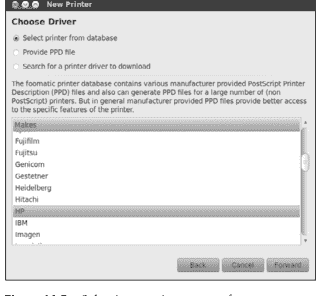 New Printer
Choose Driver
Select printer from database
Provide PPD file
Search for a printer driver to download
The foomatic printer database contains various manufacturer provided PostScript Printer
Description (PPD) files and also can generate PPD files for a large number of (non
PostScript) printers. But in general manufacturer provided PPD files provide better access
to the specific features of the printer.
Makes
Fujifilm
Fujitsu
Genicom
Gestetner
Heidelberg
Hitachi
HP
IBM
Imagen
Back Cancel Forward